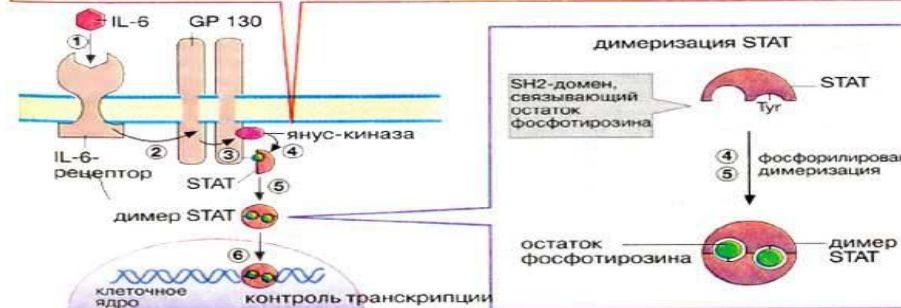 IL-6
GP 130
①
янус-киназа
②
③
④
IL-6-
рецептор
STAT
⑤
димер STAT
⑥
клеточное
ядро
контроль транскрипции
димеризация STAT
SH2-домен,
связывающий
остаток
фосфотирозина
STAT
Tyr
④ фосфорилирован
⑤ димеризация
остаток
фосфотирозина
димер
STAT